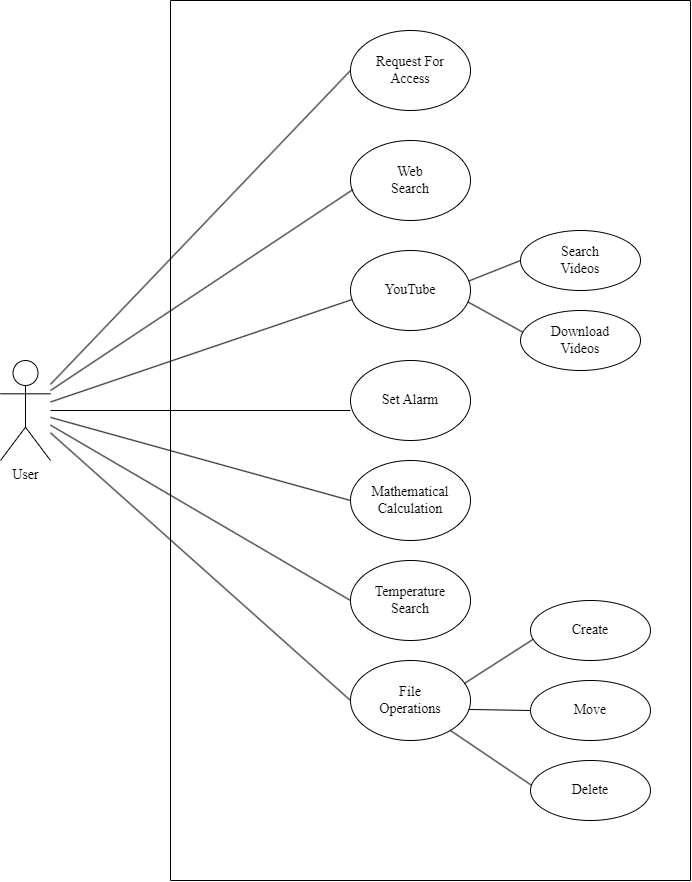 Request For
Access
Web
Search
YouTube
Search
Videos
Download
Videos
Set Alarm
User
Mathematical
Calculation
Temperature
Search
File
Operations
Create
Move
Delete